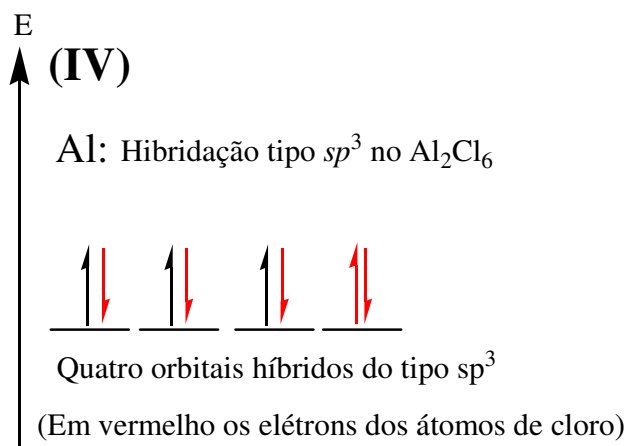 E
(IV)
Al: Hibridação tipo sp³ no Al₂Cl₆
Quatro orbitais híbridos do tipo sp³
(Em vermelho os elétrons dos átomos de cloro)